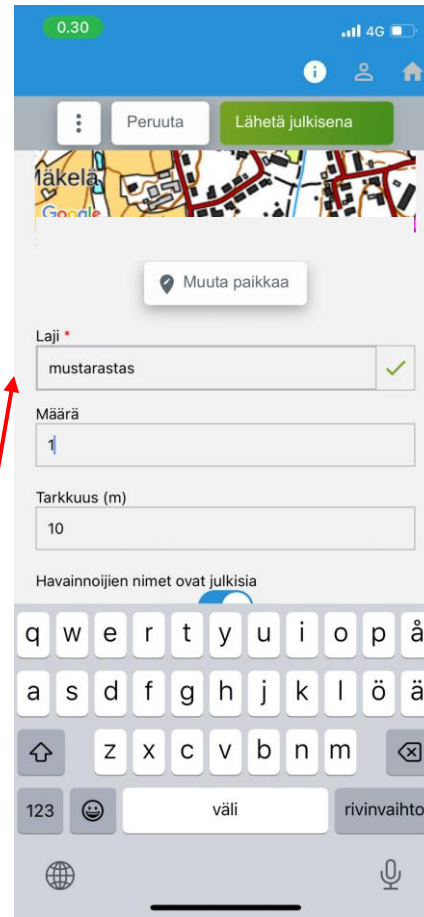 0.30
4G
i
Peruuta Lähetä julkisena
Mäkelä
Google
Muuta paikkaa
Laji *
mustarastas
Määrä
1
Tarkkuus (m)
10
Havainnoijien nimet ovat julkisia
q w e r t y u i o p å
a s d f g h j k l ö ä
z x c v b n m
123 väli rivinvaihto